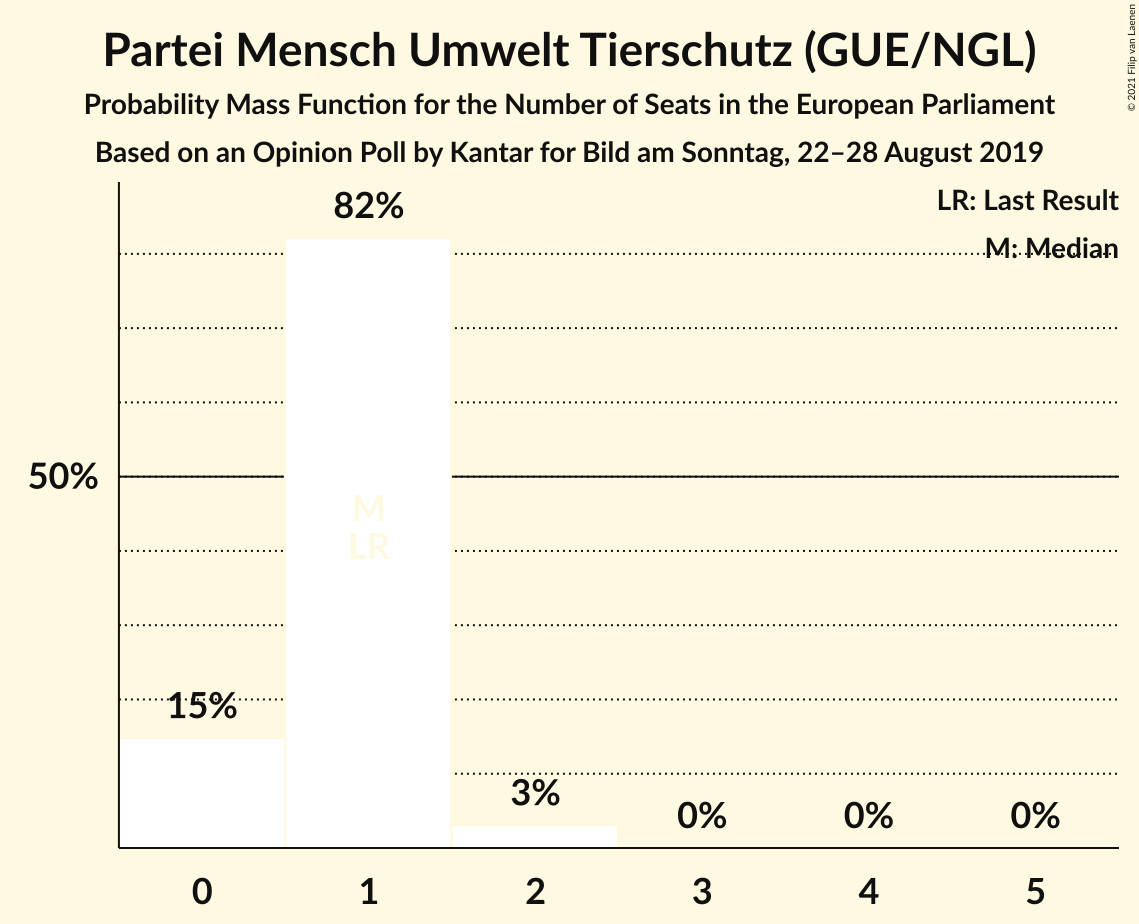 Partei Mensch Umwelt Tierschutz (GUE/NGL)
Probability Mass Function for the Number of Seats in the European Parliament
Based on an Opinion Poll by Kantar for Bild am Sonntag, 22–28 August 2019
© 2021 Filip van Laenen
LR: Last Result
M: Median
82%
50%
M
LR
15%
3%
0%
0%
0%
0
1
2
3
4
5